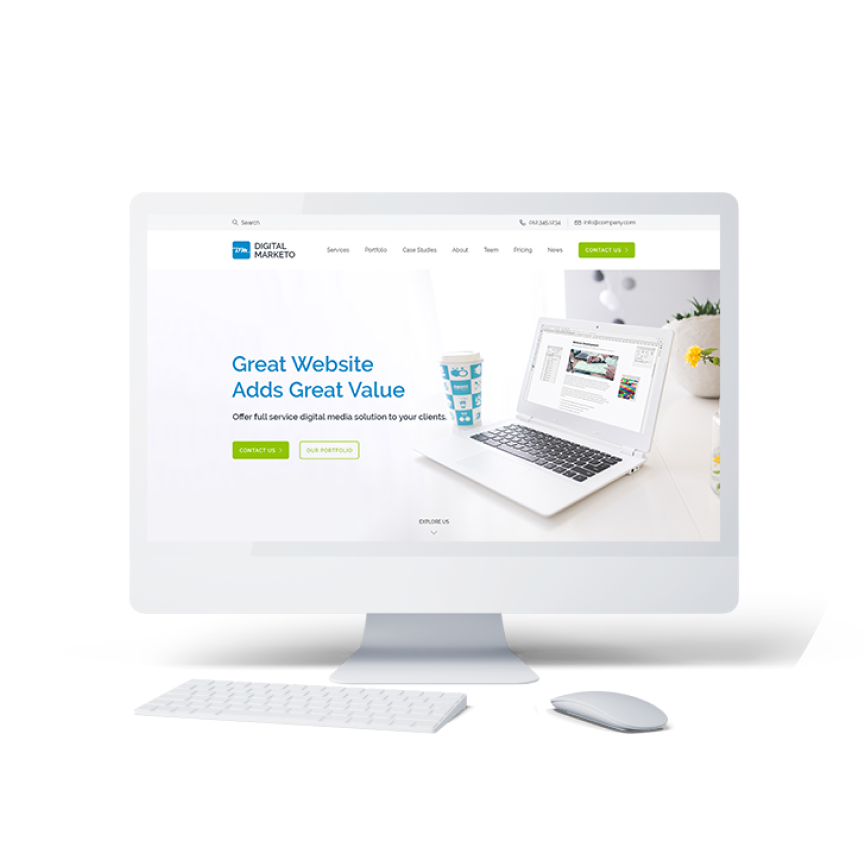 Search
012.345.1234
info@company.com
DIGITAL
MARKETO
Services
Portfolio
Case Studies
About
Team
Pricing
News
CONTACT US
Great Website
Adds Great Value
Offer full service digital media solution to your clients.
CONTACT US
OUR PORTFOLIO
EXPLORE US